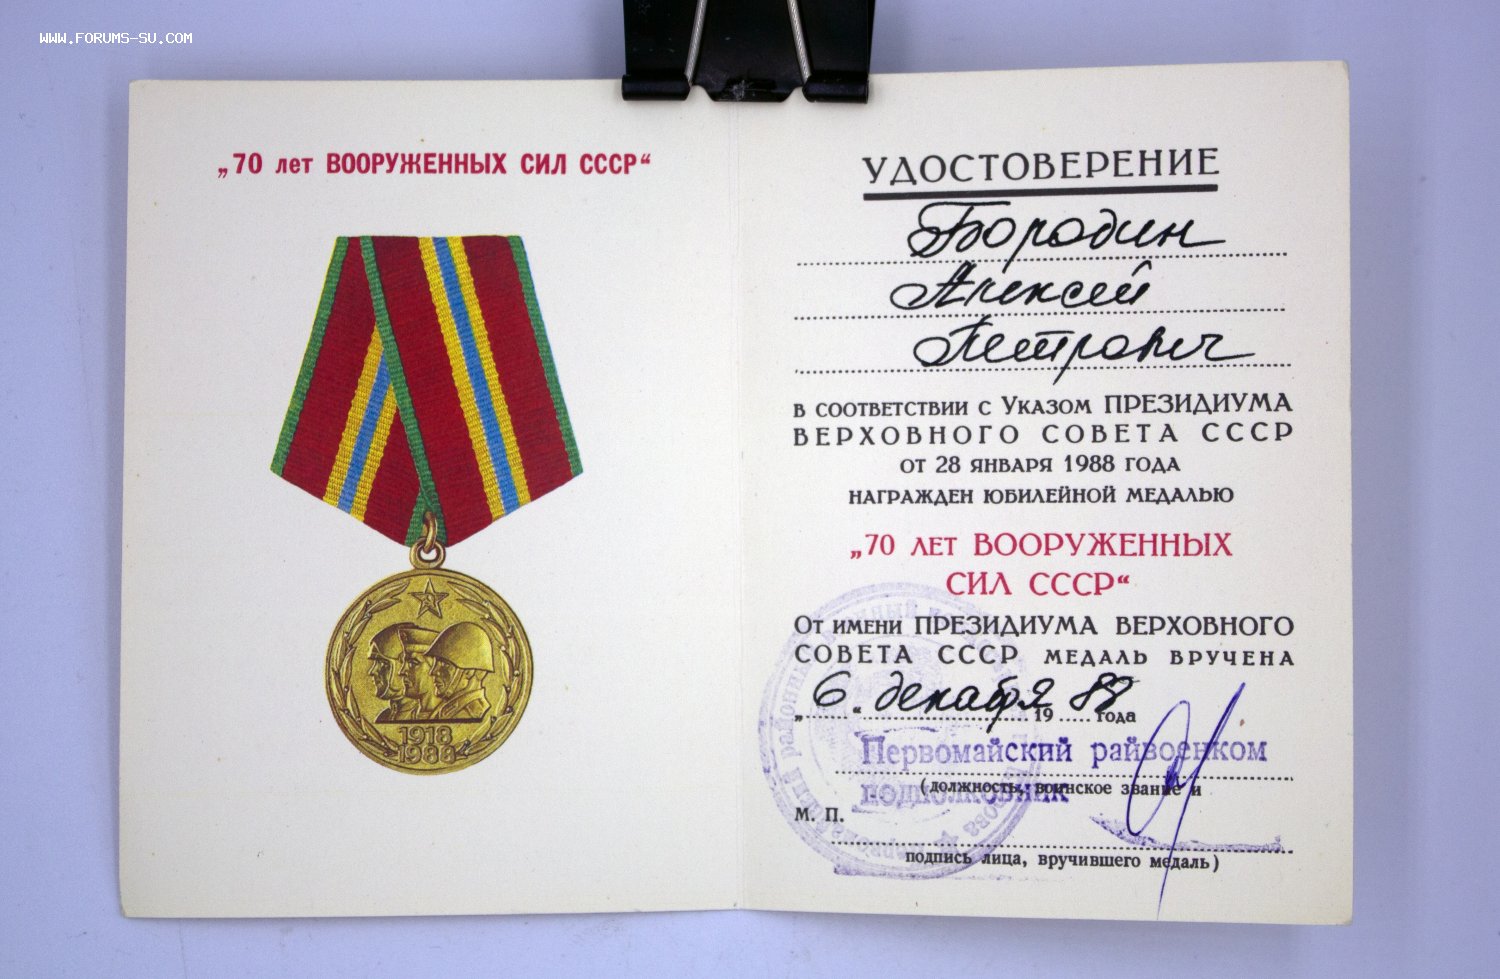 WWW.FORUMS-SU.COM
„70 лет ВООРУЖЕННЫХ СИЛ СССР“
1918
1988
УДОСТОВЕРЕНИЕ
Бородин
Алексей
Петрович
В СООТВЕТСТВИИ С УКАЗОМ ПРЕЗИДИУМА
ВЕРХОВНОГО СОВЕТА СССР
ОТ 28 ЯНВАРЯ 1988 ГОДА
НАГРАЖДЕН ЮБИЛЕЙНОЙ МЕДАЛЬЮ
„70 ЛЕТ ВООРУЖЕННЫХ
СИЛ СССР“
ОТ ИМЕНИ ПРЕЗИДИУМА ВЕРХОВНОГО
СОВЕТА СССР МЕДАЛЬ ВРУЧЕНА
„6“ декабря 1988 года
Первомайский райвоенком
(должность, воинское звание и
подполковник
М. П.
подпись лица, вручившего медаль)